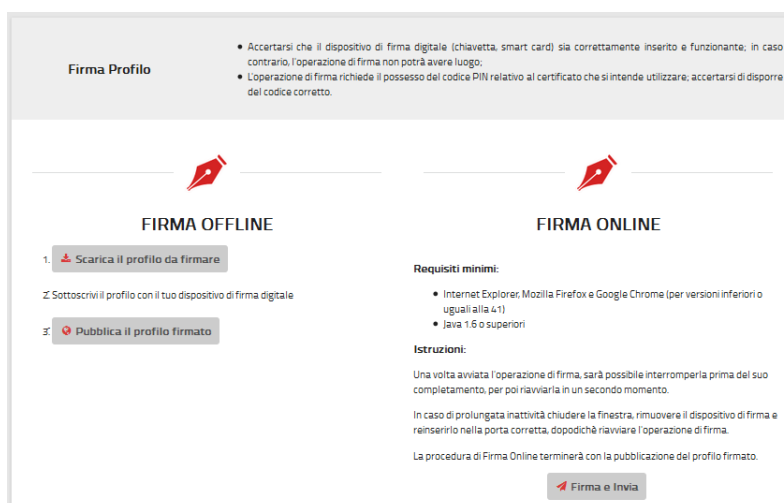 Firma Profilo
Accertarsi che il dispositivo di firma digitale (chiavetta, smart card) sia correttamente inserito e funzionante; in caso
contrario, l'operazione di firma non potrà avere luogo;
L'operazione di firma richiede il possesso del codice PIN relativo al certificato che si intende utilizzare; accertarsi di disporre
del codice corretto.
FIRMA OFFLINE
1. Scarica il profilo da firmare
2. Sottoscrivi il profilo con il tuo dispositivo di firma digitale
3. Pubblica il profilo firmato
FIRMA ONLINE
Requisiti minimi:
Internet Explorer, Mozilla Firefox e Google Chrome (per versioni inferiori o
uguali alla 41)
Java 1.6 o superiori
Istruzioni:
Una volta avviata l'operazione di firma, sarà possibile interromperla prima del suo
completamento, per poi riavviarla in un secondo momento.
In caso di prolungata inattività chiudere la finestra, rimuovere il dispositivo di firma e
reinserirlo nella porta corretta, dopodichè riavviare l'operazione di firma.
La procedura di Firma Online terminerà con la pubblicazione del profilo firmato.
Firma e Invia